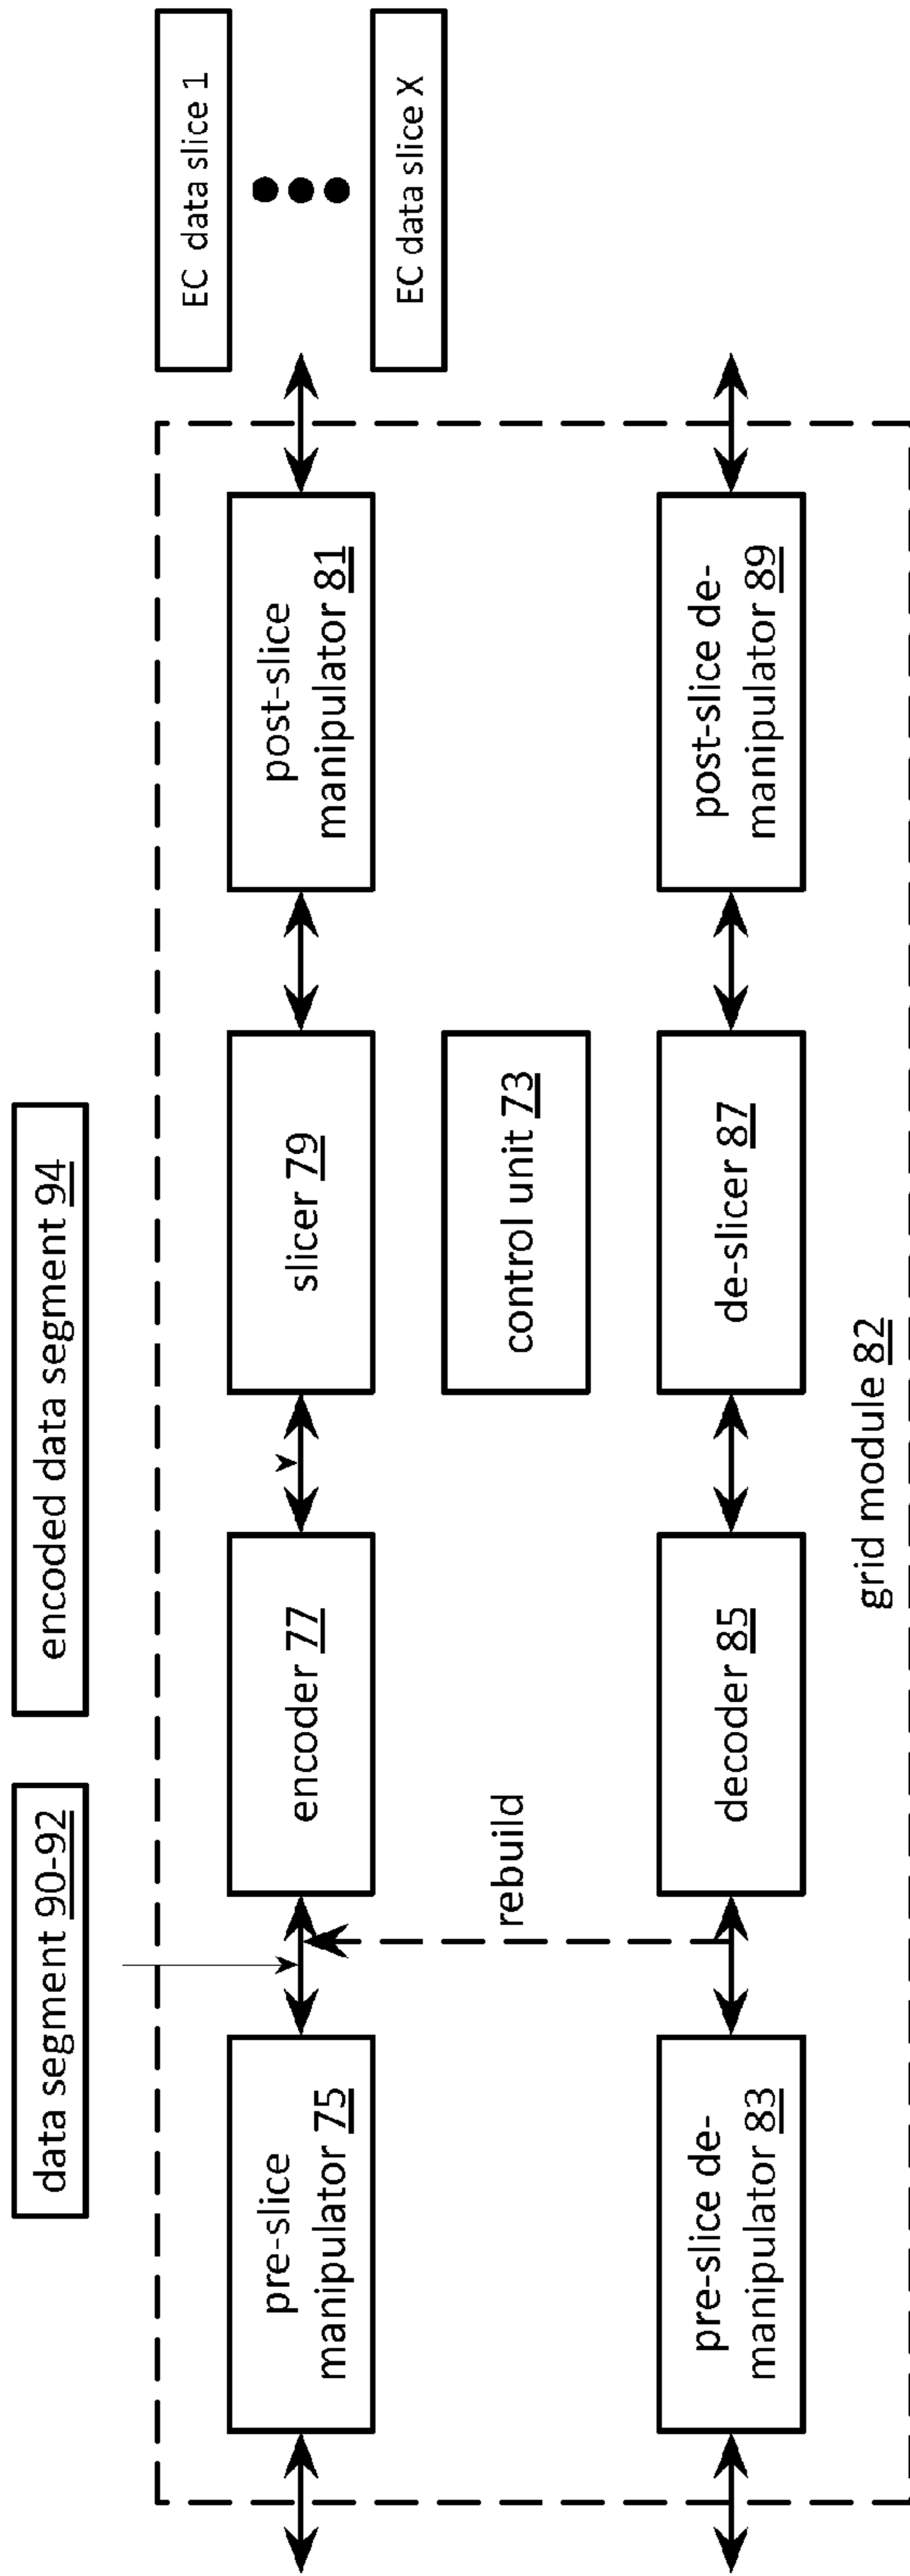 data segment 90-92
encoded data segment 94
EC data slice 1
EC data slice X
pre-slice
manipulator 75
encoder 77
slicer 79
post-slice
manipulator 81
rebuild
control unit 73
pre-slice de-
manipulator 83
decoder 85
de-slicer 87
post-slice de-
manipulator 89
grid module 82